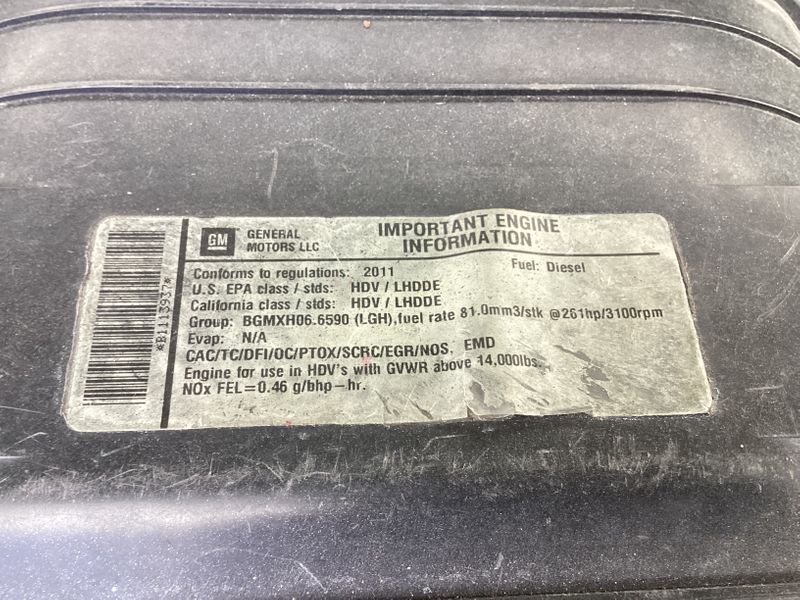 GM
GENERAL
MOTORS LLC
IMPORTANT ENGINE
INFORMATION
Conforms to regulations: 2011
Fuel: Diesel
U.S. EPA class / stds: HDV / LHDDE
California class / stds: HDV / LHDDE
Group: BGMXH06.6590 (LGH),fuel rate 81.0mm3/stk @261hp/3100rpm
Evap: N/A
CAC/TC/DFI/OC/PTOX/SCRC/EGR/NOS, EMD
Engine for use in HDV's with GVWR above 14,000lbs.
NOx FEL=0.46 g/bhp-hr.
*B1113937*